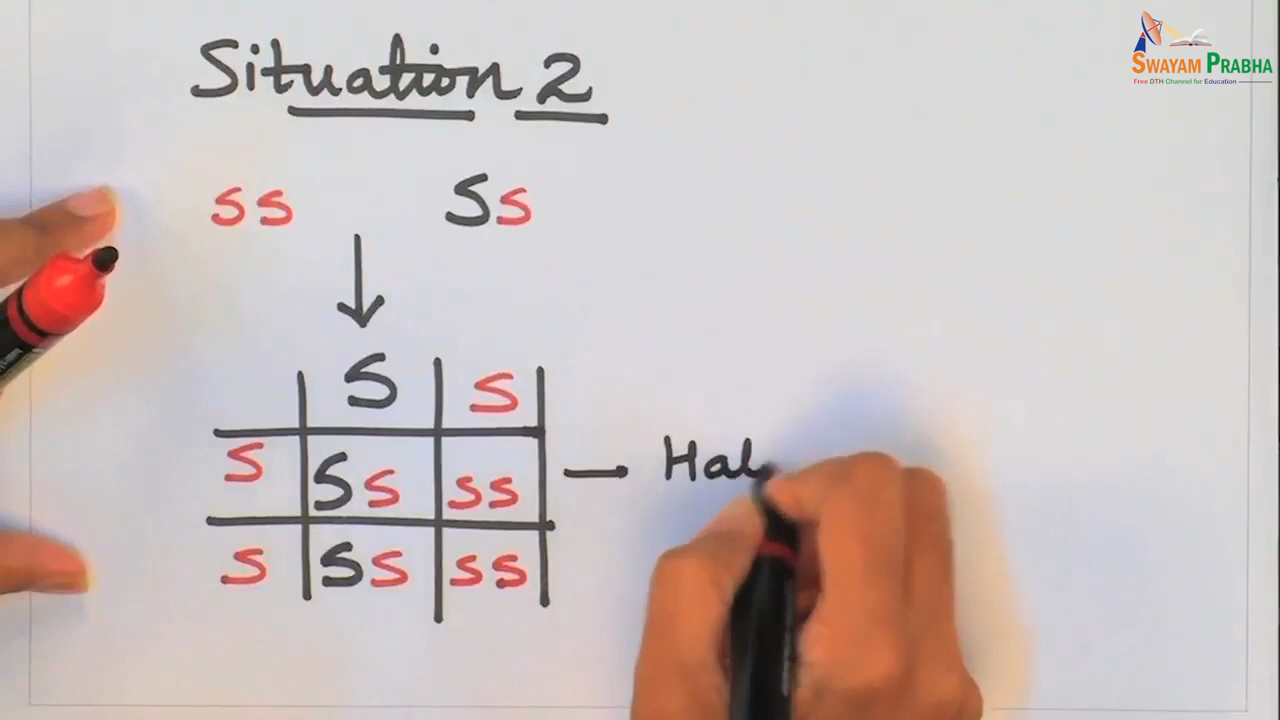 Situation 2
ss Ss
S s
s Ss ss — Hal
s Ss ss
SWAYAM PRABHA
Free DTH Channel for Education